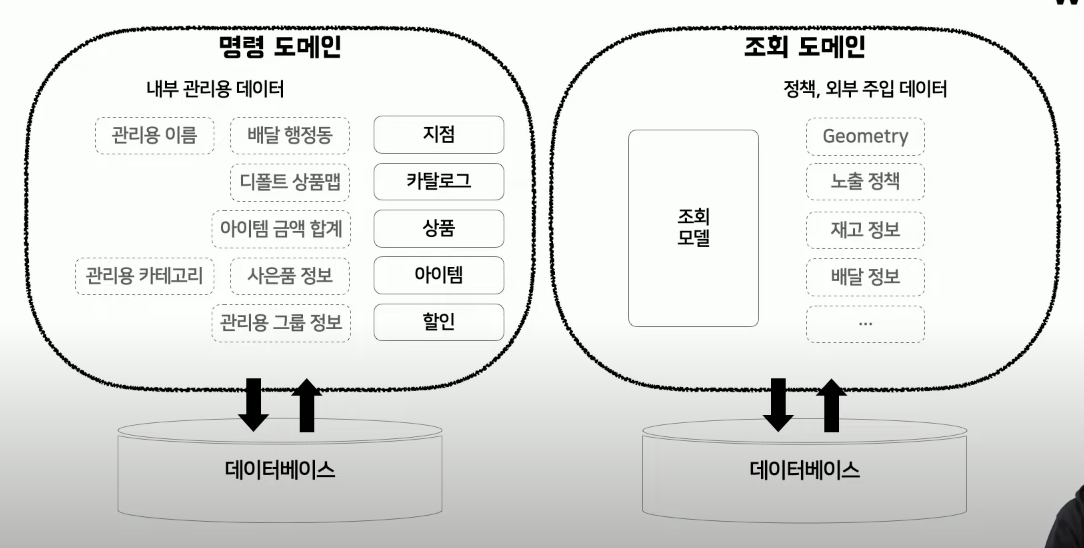 명령 도메인
내부 관리용 데이터
관리용 이름
배달 행정동
지점
디폴트 상품맵
카탈로그
아이템 금액 합계
상품
관리용 카테고리
사은품 정보
아이템
관리용 그룹 정보
할인
데이터베이스
조회 도메인
정책, 외부 주입 데이터
조회
모델
Geometry
노출 정책
재고 정보
배달 정보
...
데이터베이스